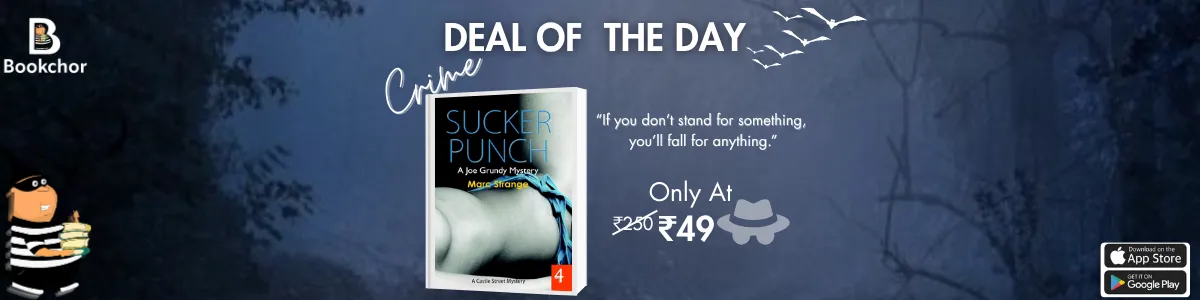 B
Bookchor
DEAL OF THE DAY
Crime
SUCKER
PUNCH
A Joe Grundy Mystery
Marc Strange
A Castle Street Mystery
4
“If you don’t stand for something,
you’ll fall for anything.”
Only At
₹250 ₹49
Download on the
App Store
GET IT ON
Google Play